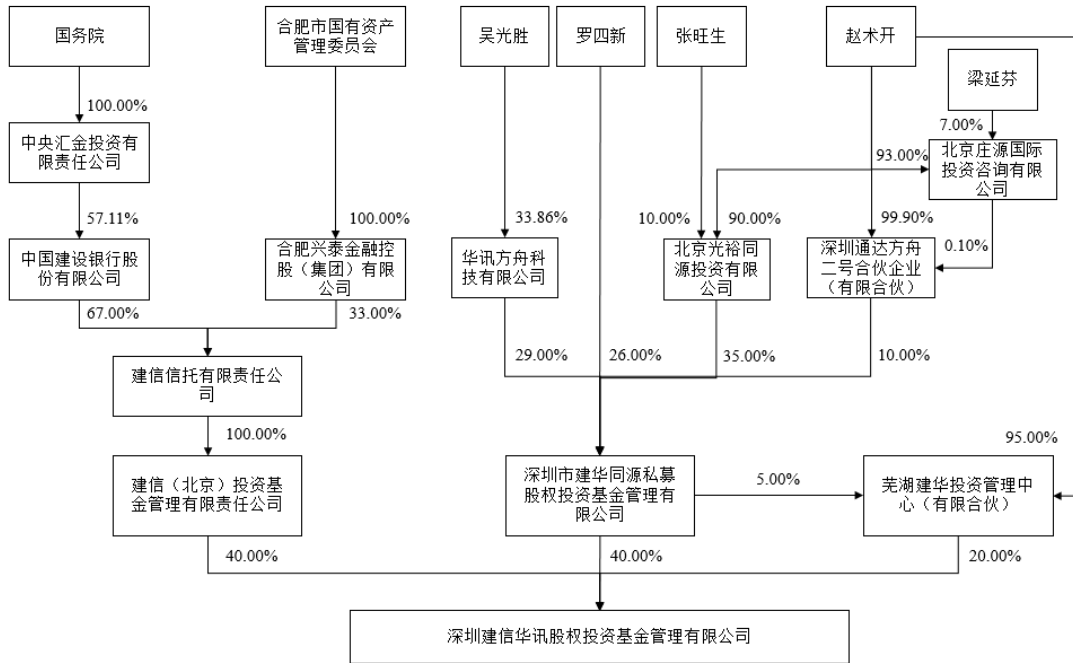 国务院
合肥市国有资产
管理委员会
吴光胜
罗四新
张旺生
赵术开
梁延芬
100.00%
7.00%
中央汇金投资有
限责任公司
93.00%
北京庄源国际
投资咨询有限
公司
57.11%
100.00%
33.86%
10.00%
90.00%
99.90%
0.10%
中国建设银行股
份有限公司
合肥兴泰金融控
股（集团）有限
公司
华讯方舟科
技有限公司
北京光裕同
源投资有限
公司
深圳通达方舟
二号合伙企业
（有限合伙）
67.00%
33.00%
29.00%
26.00%
35.00%
10.00%
建信信托有限责任公
司
100.00%
95.00%
建信（北京）投资基
金管理有限责任公司
深圳市建华同源私募
股权投资基金管理有
限公司
5.00%
芜湖建华投资管理中
心（有限合伙）
40.00%
40.00%
20.00%
深圳建信华讯股权投资基金管理有限公司